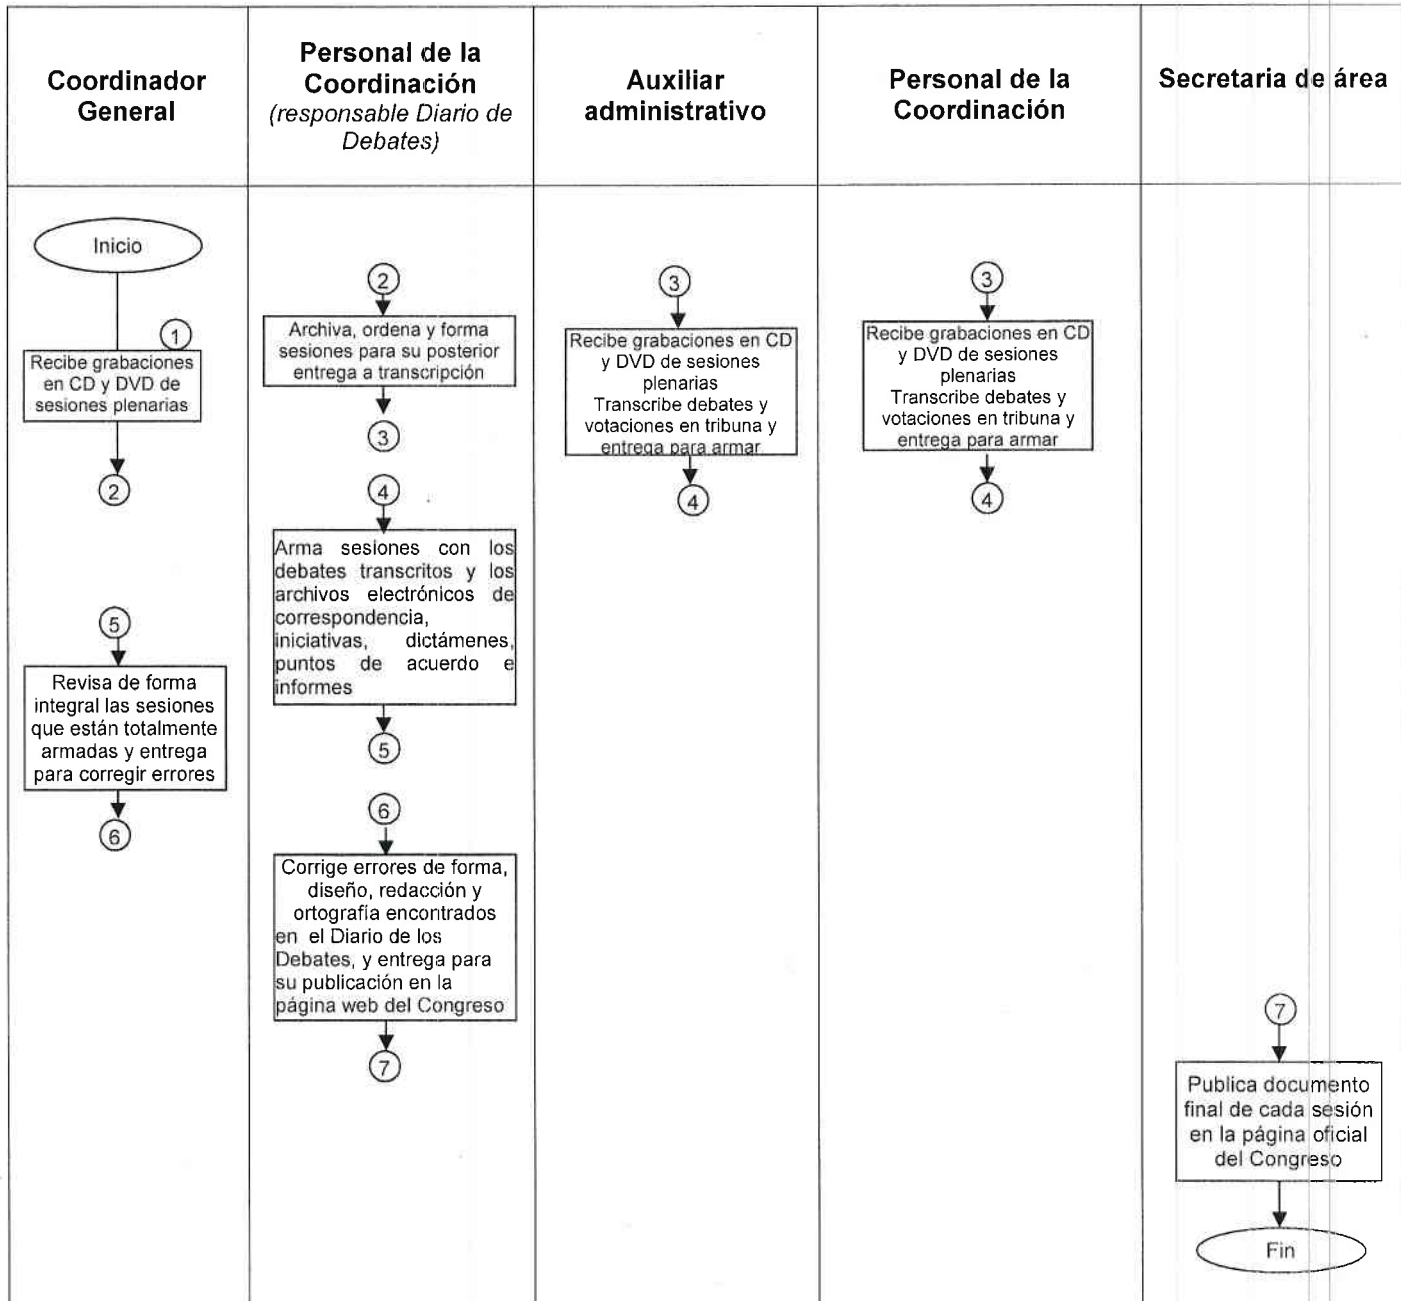 Coordinador
General
Personal de la
Coordinación
(responsable Diario de
Debates)
Auxiliar
administrativo
Personal de la
Coordinación
Secretaria de área
Inicio
1
Recibe grabaciones
en CD y DVD de
sesiones plenarias
2
5
Revisa de forma
integral las sesiones
que están totalmente
armadas y entrega
para corregir errores
6
2
Archiva, ordena y forma
sesiones para su posterior
entrega a transcripción
3
4
Arma sesiones con los
debates transcritos y los
archivos electrónicos de
correspondencia,
iniciativas, dictámenes,
puntos de acuerdo e
informes
5
6
Corrige errores de forma,
diseño, redacción y
ortografía encontrados
en el Diario de los
Debates, y entrega para
su publicación en la
página web del Congreso
7
3
Recibe grabaciones en CD
y DVD de sesiones
plenarias
Transcribe debates y
votaciones en tribuna y
entrega para armar
4
3
Recibe grabaciones en CD
y DVD de sesiones
plenarias
Transcribe debates y
votaciones en tribuna y
entrega para armar
4
7
Publica documento
final de cada sesión
en la página oficial
del Congreso
Fin